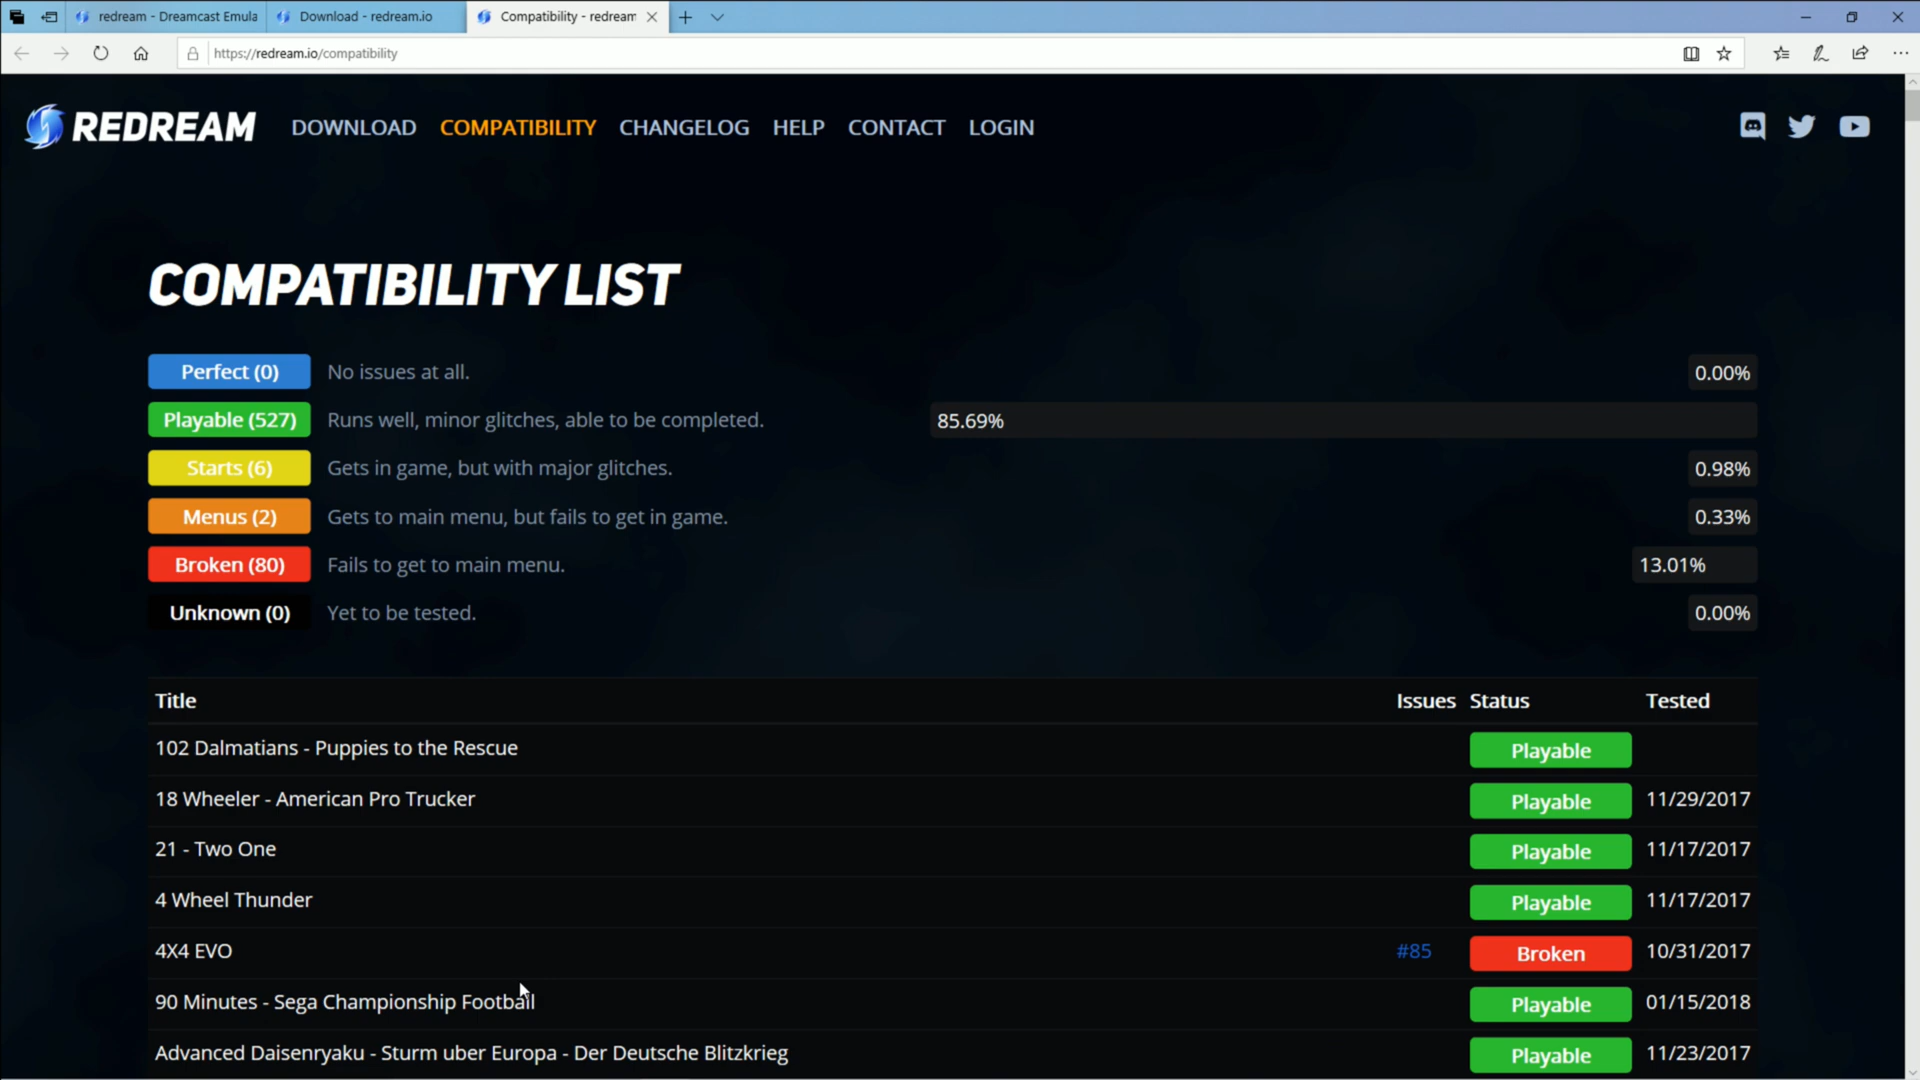 redream - Dreamcast Emula
Download - redream.io
Compatibility - redream
https://redream.io/compatibility
REDREAM DOWNLOAD COMPATIBILITY CHANGELOG HELP CONTACT LOGIN
COMPATIBILITY LIST
Perfect (0) No issues at all. 0.00%
Playable (527) Runs well, minor glitches, able to be completed. 85.69%
Starts (6) Gets in game, but with major glitches. 0.98%
Menus (2) Gets to main menu, but fails to get in game. 0.33%
Broken (80) Fails to get to main menu. 13.01%
Unknown (0) Yet to be tested. 0.00%
Title Issues Status Tested
102 Dalmatians - Puppies to the Rescue Playable
18 Wheeler - American Pro Trucker Playable 11/29/2017
21 - Two One Playable 11/17/2017
4 Wheel Thunder Playable 11/17/2017
4X4 EVO #85 Broken 10/31/2017
90 Minutes - Sega Championship Football Playable 01/15/2018
Advanced Daisenryaku - Sturm uber Europa - Der Deutsche Blitzkrieg Playable 11/23/2017